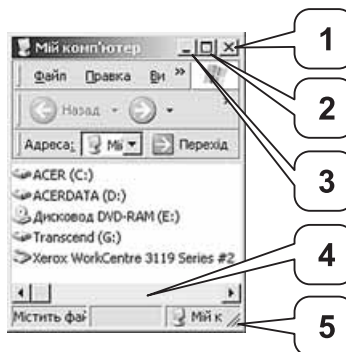 Мій комп'ютер
Файл Правка Ви »
Назад
Адреса: Мі Перехід
ACER (C:)
ACERDATA (D:)
Дисковод DVD-RAM (E:)
Transcend (G:)
Xerox WorkCentre 3119 Series #2
Містить фай Мій к
1
2
3
4
5